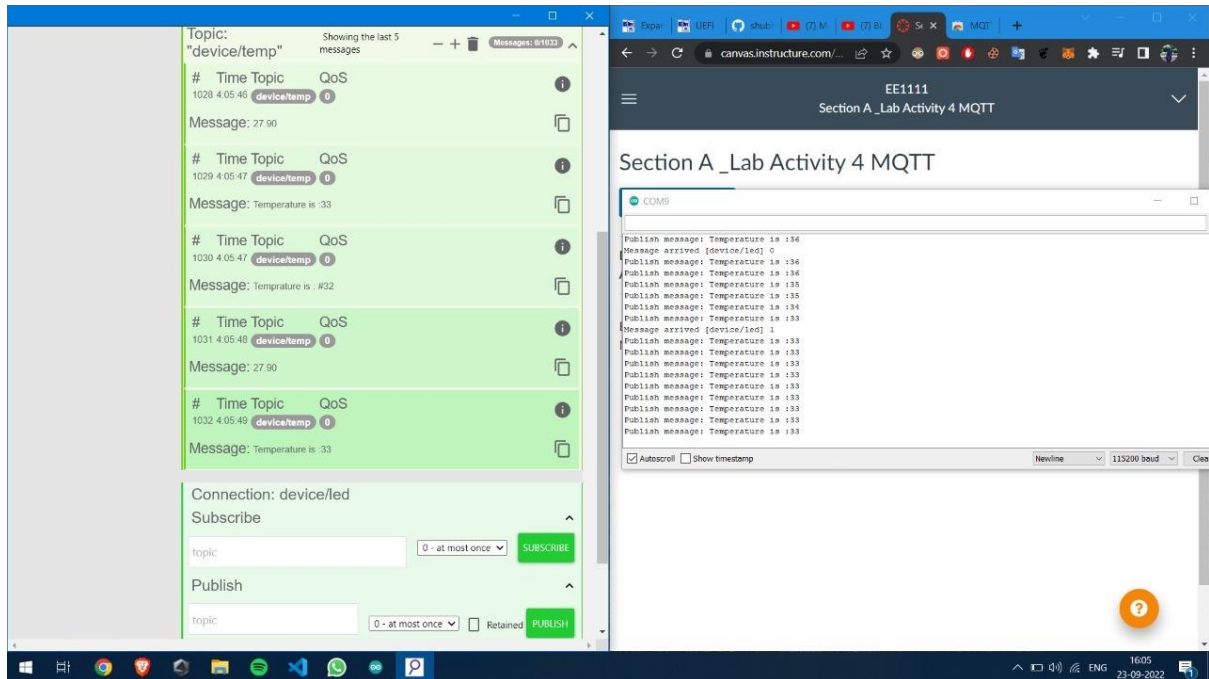 Topic:
"device/temp"
Showing the last 5
messages
Messages: 0/1033
# Time Topic QoS
1028 4:05:46 device/temp 0
Message: 27.90
# Time Topic QoS
1029 4:05:47 device/temp 0
Message: Temperature is :33
# Time Topic QoS
1030 4:05:47 device/temp 0
Message: Temprature is : #32
# Time Topic QoS
1031 4:05:48 device/temp 0
Message: 27.90
# Time Topic QoS
1032 4:05:49 device/temp 0
Message: Temperature is :33
Connection: device/led
Subscribe
topic
0 - at most once
SUBSCRIBE
Publish
topic
0 - at most once
Retained
PUBLISH
Expa
UEFI
shub
(7) M
(7) B
MQT
canvas.instructure.com/...
EE1111
Section A _Lab Activity 4 MQTT
Section A _Lab Activity 4 MQTT
COM9
Publish message: Temperature is :36
Message arrived [device/led] 0
Publish message: Temperature is :36
Publish message: Temperature is :36
Publish message: Temperature is :35
Publish message: Temperature is :35
Publish message: Temperature is :34
Publish message: Temperature is :33
Message arrived [device/led] 1
Publish message: Temperature is :33
Publish message: Temperature is :33
Publish message: Temperature is :33
Publish message: Temperature is :33
Publish message: Temperature is :33
Publish message: Temperature is :33
Publish message: Temperature is :33
Publish message: Temperature is :33
Publish message: Temperature is :33
Autoscroll Show timestamp
Newline
115200 baud
Clea
ENG
16:05
23-09-2022